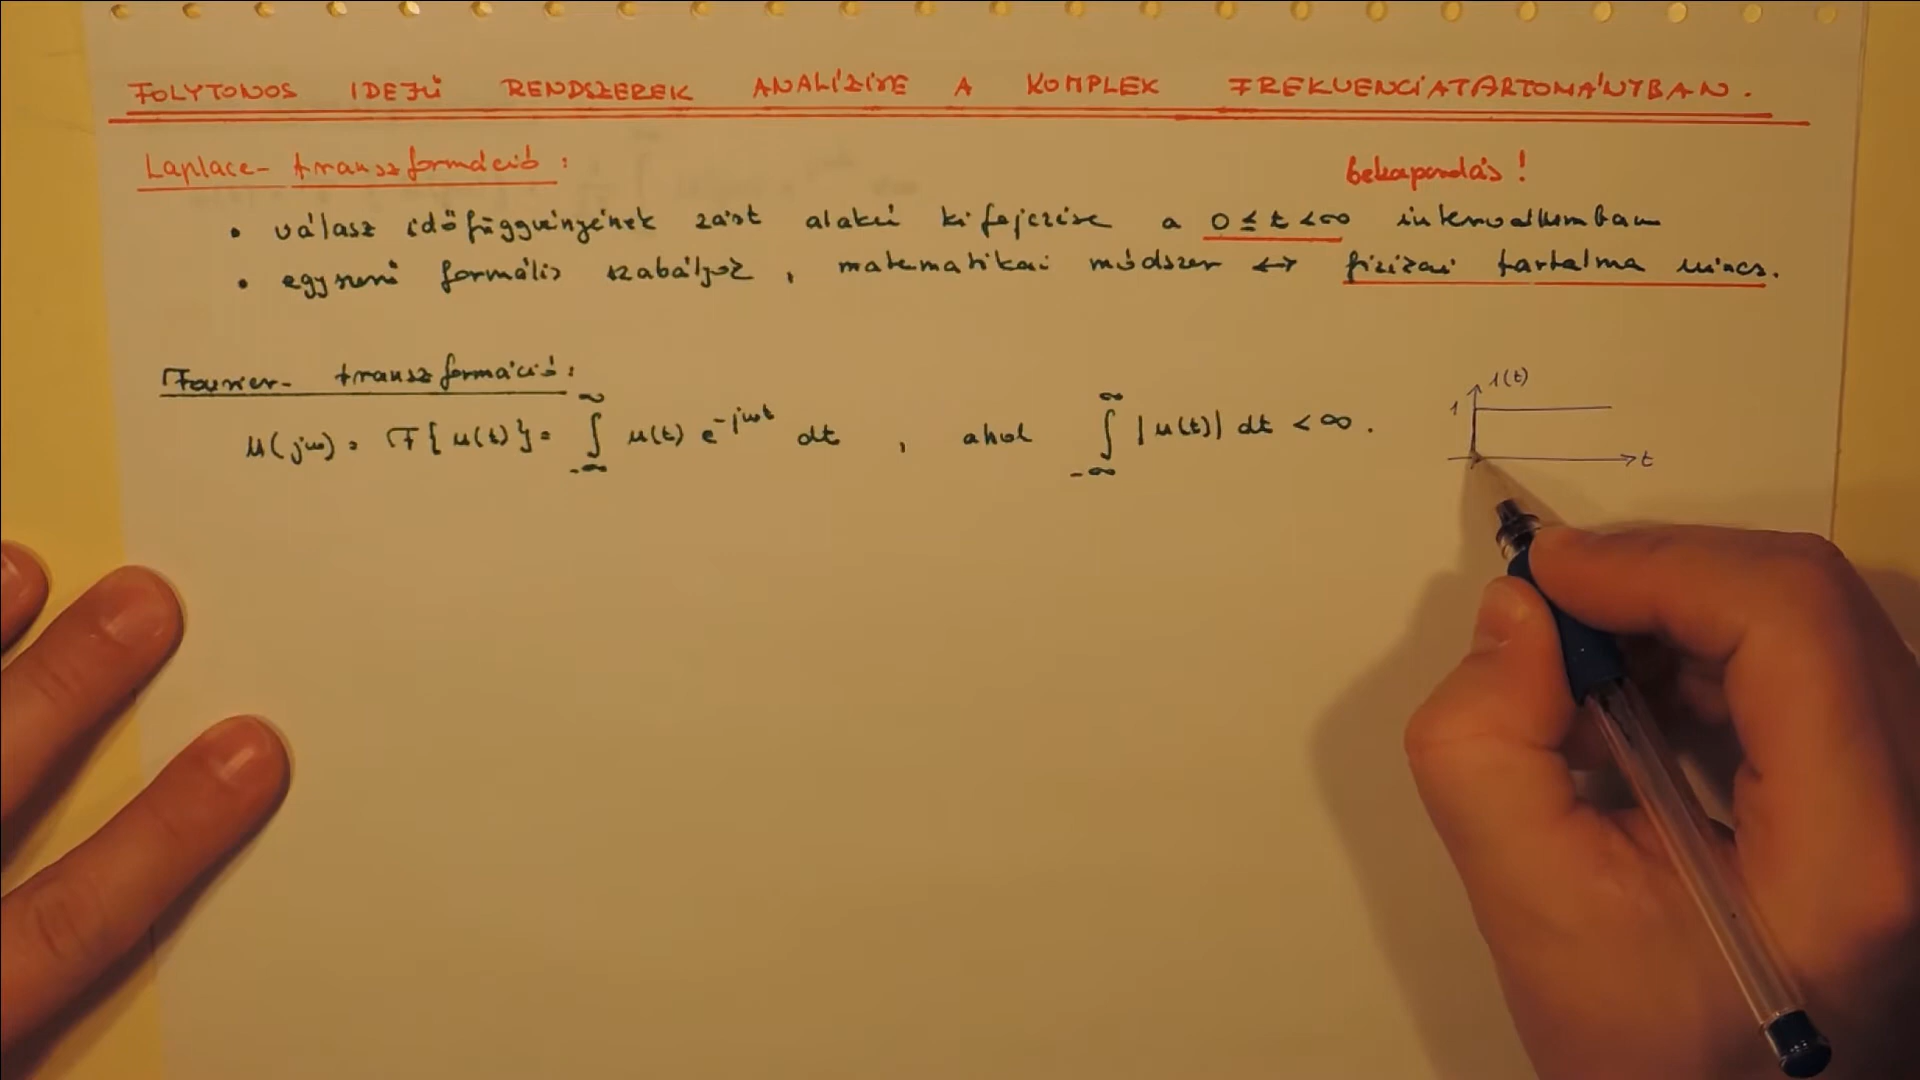 FOLYTONOS IDEJŰ RENDSZEREK ANALÍZISE A KOMPLEX FREKVENCIATARTOMÁNYBAN.
Laplace- transzformáció:
bekapcsolás!
• válasz időfüggvényének zárt alakú kifejezése a 0 ≤ t < ∞ intervallumban
• egyszerű formális szabályok, matematikai módszer ↔ fizikai tartalma nincs.
Fourier- transzformáció:
U(jω) = F{u(t)} = ∫_{-∞}^{∞} u(t) e^{-jωt} dt , ahol ∫_{-∞}^{∞} |u(t)| dt < ∞.
1(t)
1
t